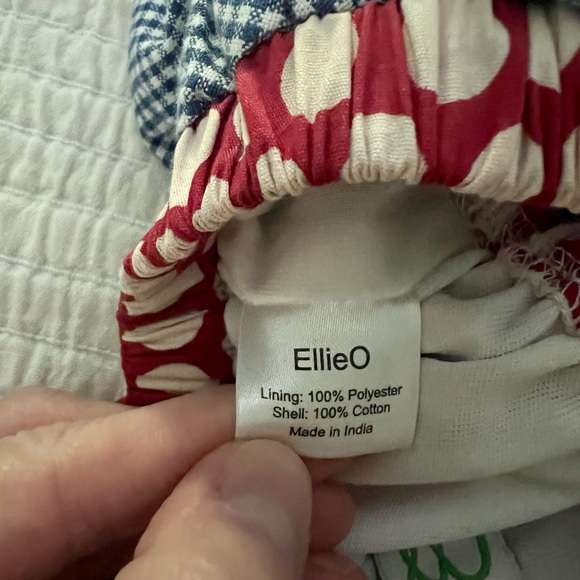 EllieO
Lining: 100% Polyester
Shell: 100% Cotton
Made in India